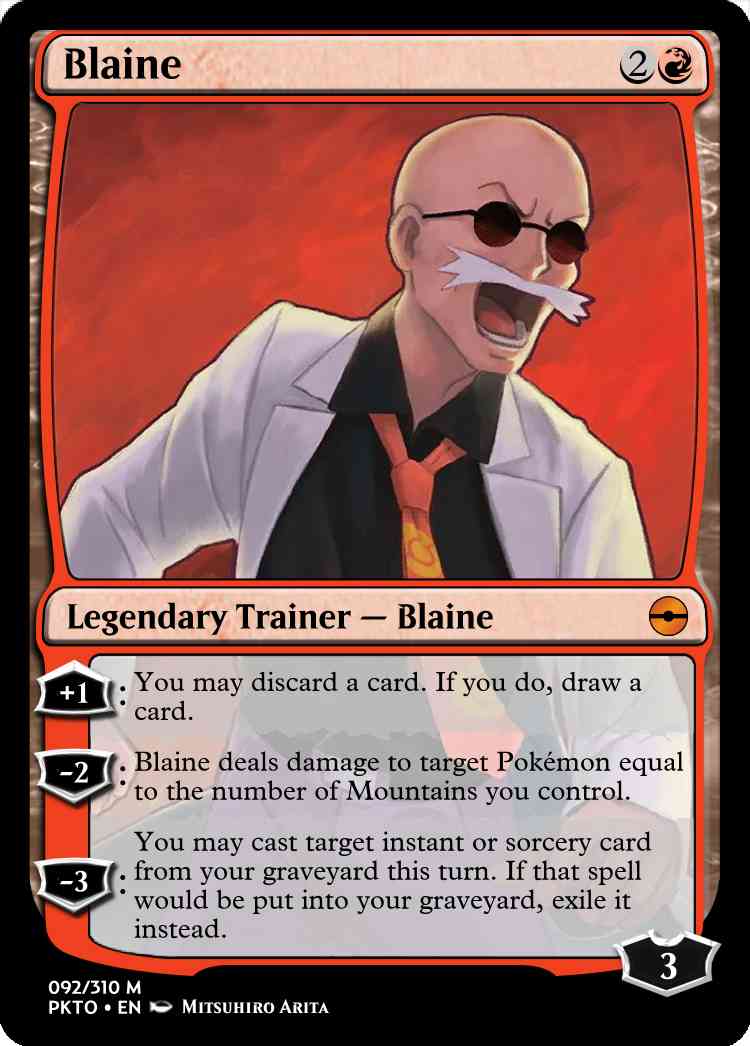 Blaine 2
Legendary Trainer — Blaine
+1 : You may discard a card. If you do, draw a
card.
-2 : Blaine deals damage to target Pokémon equal
to the number of Mountains you control.
You may cast target instant or sorcery card
-3 : from your graveyard this turn. If that spell
would be put into your graveyard, exile it
instead.
3
092/310 M
PKTO • EN Mitsuhiro Arita